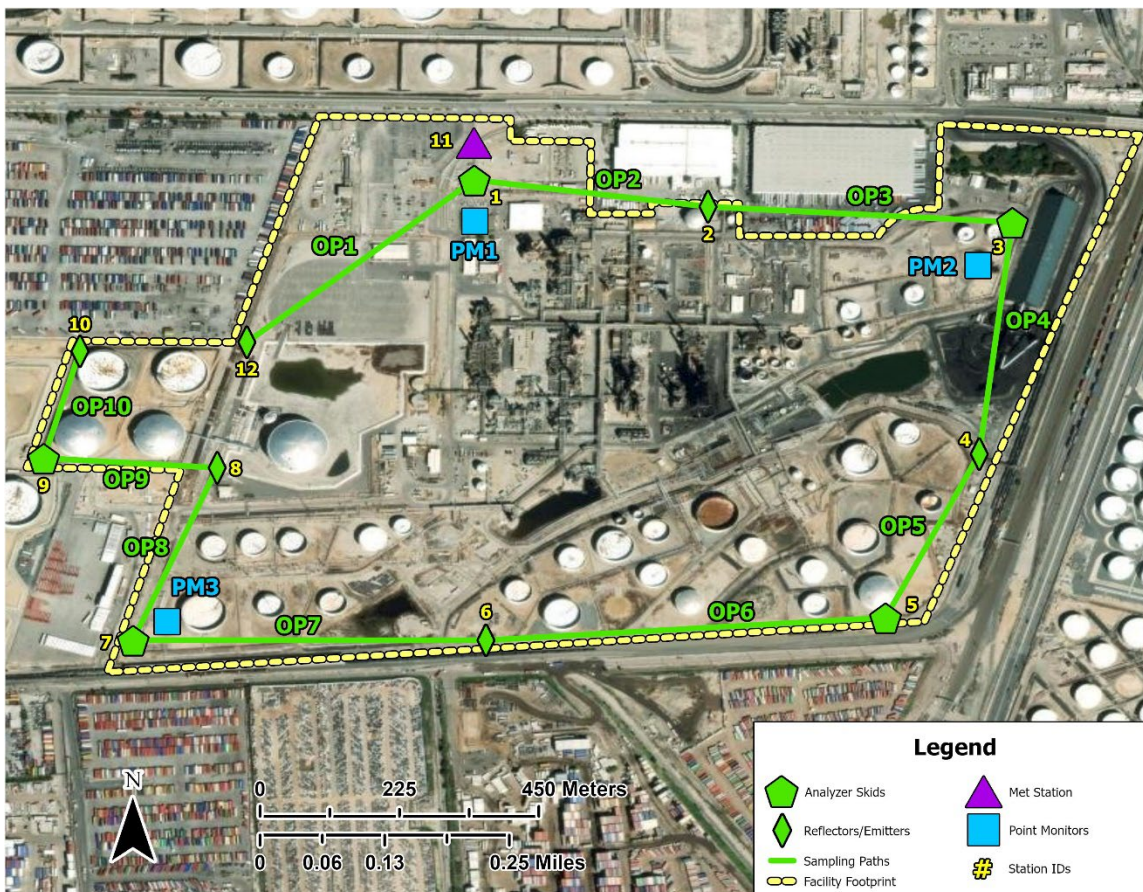 11
1
OP2
OP3
PM1
2
3
OP1
PM2
OP4
10
12
OP10
4
9
OP9
8
OP5
OP8
PM3
6
OP6
5
7
OP7
N
0 225 450 Meters
0 0.06 0.13 0.25 Miles
Legend
Analyzer Skids
Met Station
Reflectors/Emitters
Point Monitors
Sampling Paths
# Station IDs
Facility Footprint